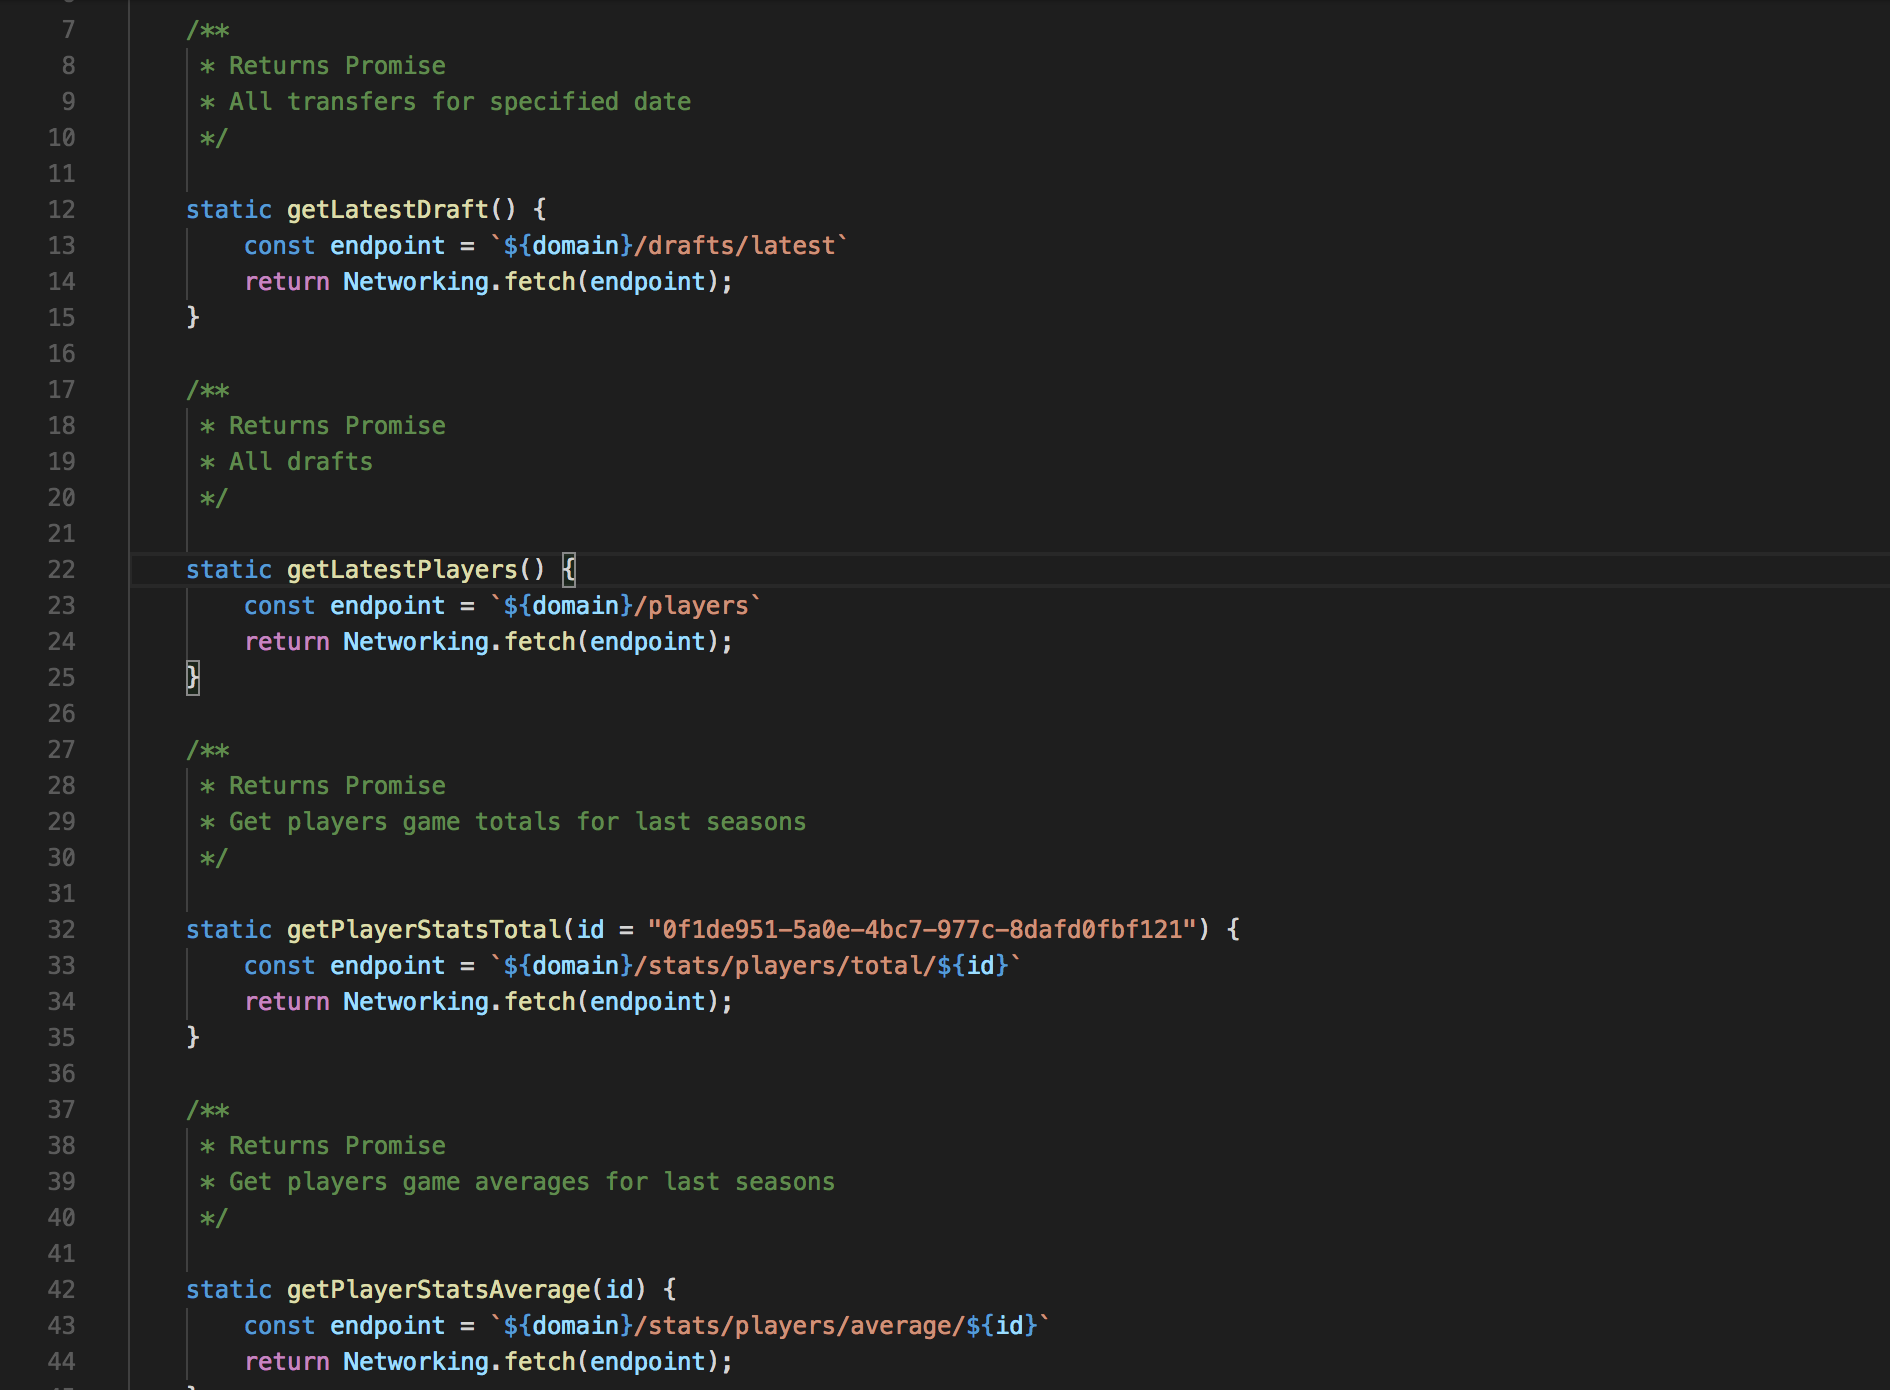 7 /**
8 * Returns Promise
9 * All transfers for specified date
10 */
11
12 static getLatestDraft() {
13 const endpoint = `${domain}/drafts/latest`
14 return Networking.fetch(endpoint);
15 }
16
17 /**
18 * Returns Promise
19 * All drafts
20 */
21
22 static getLatestPlayers() {
23 const endpoint = `${domain}/players`
24 return Networking.fetch(endpoint);
25 }
26
27 /**
28 * Returns Promise
29 * Get players game totals for last seasons
30 */
31
32 static getPlayerStatsTotal(id = "0f1de951-5a0e-4bc7-977c-8dafd0fbf121") {
33 const endpoint = `${domain}/stats/players/total/${id}`
34 return Networking.fetch(endpoint);
35 }
36
37 /**
38 * Returns Promise
39 * Get players game averages for last seasons
40 */
41
42 static getPlayerStatsAverage(id) {
43 const endpoint = `${domain}/stats/players/average/${id}`
44 return Networking.fetch(endpoint);